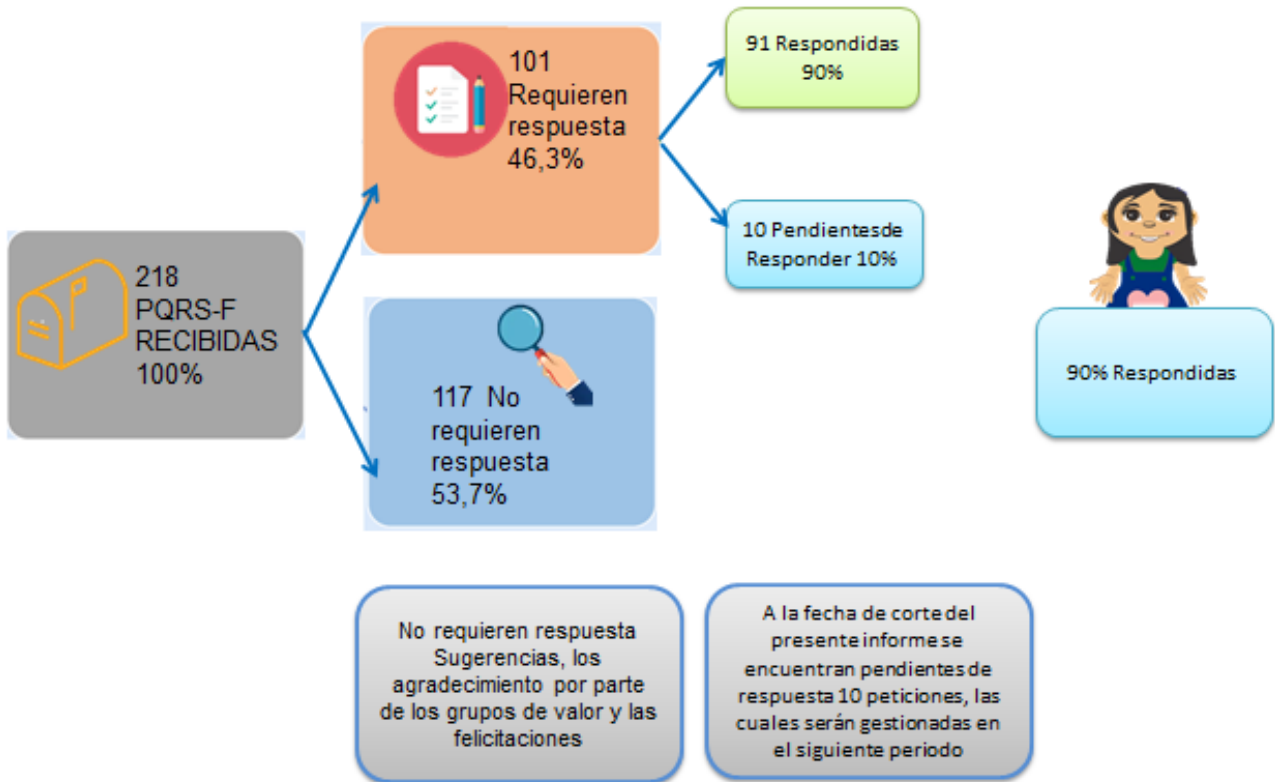 218
PQRS-F
RECIBIDAS
100%
101
Requieren
respuesta
46,3%
91 Respondidas
90%
10 Pendientesde
Responder 10%
117 No
requieren
respuesta
53,7%
90% Respondidas
No requieren respuesta
Sugerencias, los
agradecimiento por parte
de los grupos de valor y las
felicitaciones
A la fecha de corte del
presente informe se
encuentran pendientes de
respuesta 10 peticiones, las
cuales serán gestionadas en
el siguiente periodo